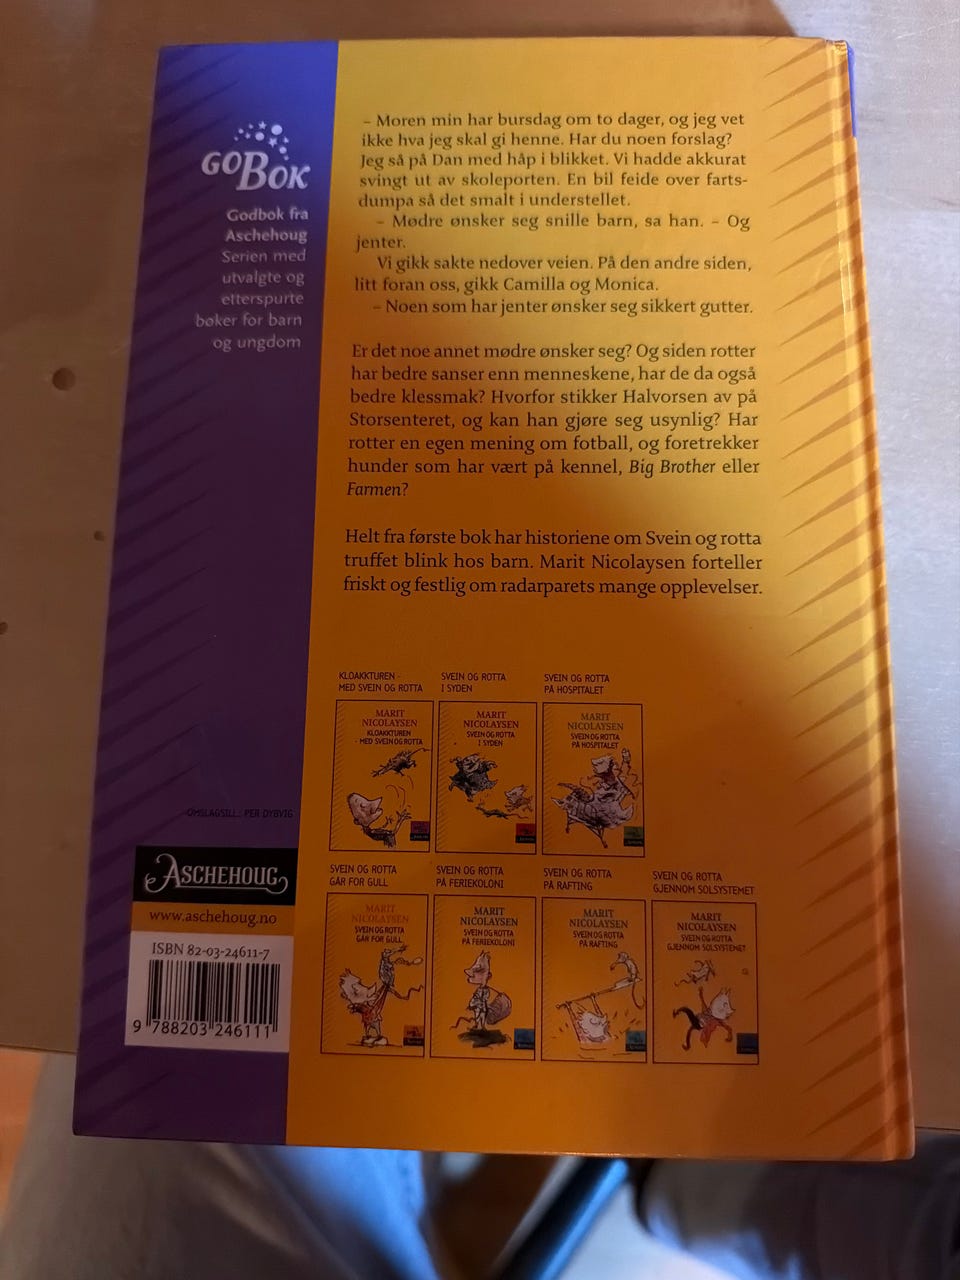 GO BOK
Godbok fra
Aschehoug
Serien med
utvalgte og
etterspurte
bøker for barn
og ungdom
– Moren min har bursdag om to dager, og jeg vet
ikke hva jeg skal gi henne. Har du noen forslag?
Jeg så på Dan med håp i blikket. Vi hadde akkurat
svingt ut av skoleporten. En bil feide over farts-
dumpa så det smalt i understellet.
– Mødre ønsker seg snille barn, sa han. – Og
jenter.
Vi gikk sakte nedover veien. På den andre siden,
litt foran oss, gikk Camilla og Monica.
– Noen som har jenter ønsker seg sikkert gutter.
Er det noe annet mødre ønsker seg? Og siden rotter
har bedre sanser enn menneskene, har de da også
bedre klessmak? Hvorfor stikker Halvorsen av på
Storsenteret, og kan han gjøre seg usynlig? Har
rotter en egen mening om fotball, og foretrekker
hunder som har vært på kennel, Big Brother eller
Farmen?
Helt fra første bok har historiene om Svein og rotta
truffet blink hos barn. Marit Nicolaysen forteller
friskt og festlig om radarparets mange opplevelser.
KLOAKKTUREN -
MED SVEIN OG ROTTA
MARIT
NICOLAYSEN
KLOAKKTUREN
- MED SVEIN OG ROTTA
SVEIN OG ROTTA
I SYDEN
MARIT
NICOLAYSEN
SVEIN OG ROTTA
I SYDEN
SVEIN OG ROTTA
PÅ HOSPITALET
MARIT
NICOLAYSEN
SVEIN OG ROTTA
PÅ HOSPITALET
SVEIN OG ROTTA
GÅR FOR GULL
MARIT
NICOLAYSEN
SVEIN OG ROTTA
GÅR FOR GULL
SVEIN OG ROTTA
PÅ FERIEKOLONI
MARIT
NICOLAYSEN
SVEIN OG ROTTA
PÅ FERIEKOLONI
SVEIN OG ROTTA
PÅ RAFTING
MARIT
NICOLAYSEN
SVEIN OG ROTTA
PÅ RAFTING
SVEIN OG ROTTA
GJENNOM SOLSYSTEMET
MARIT
NICOLAYSEN
SVEIN OG ROTTA
GJENNOM SOLSYSTEMET
OMSLAGSILL.: PER DYBVIG
ASCHEHOUG
www.aschehoug.no
ISBN 82-03-24611-7
9 788203 246111